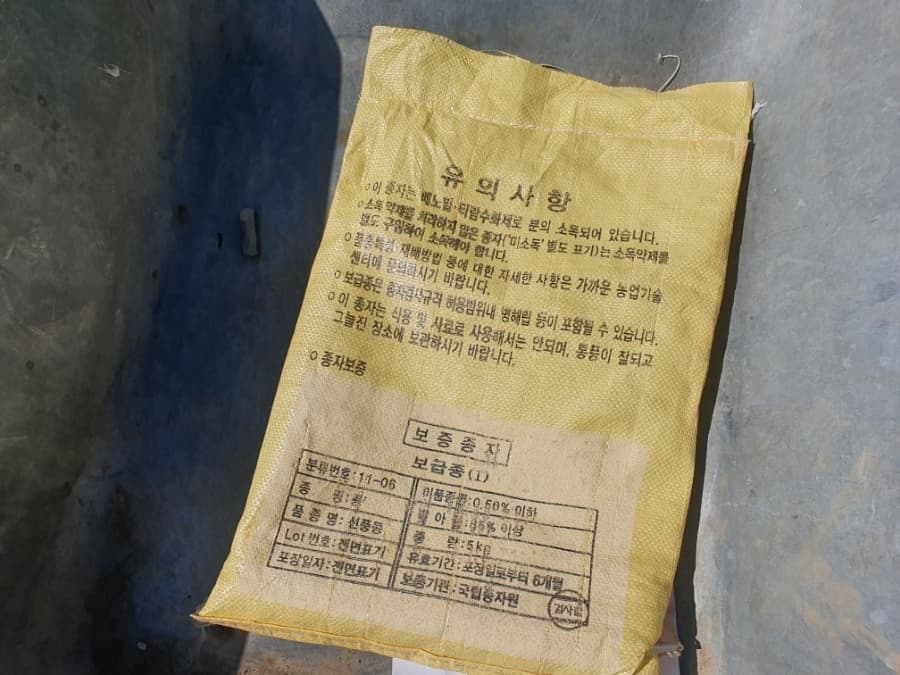 유의사항
o 이 종자는 베노밀·티람수화제로 분의 소독되어 있습니다.
o 소독약제를 처리하지 않은 종자("미소독" 별도 표기)는 소독약제를
별도 구입하여 소독해야 합니다.
o 품종특성, 재배방법 등에 대한 자세한 사항은 가까운 농업기술
센터에 문의하시기 바랍니다.
o 보급종은 종자검사규격 허용범위내 병해립 등이 포함될 수 있습니다.
o 이 종자는 식용 및 사료로 사용해서는 안되며, 통풍이 잘되고
그늘진 장소에 보관하시기 바랍니다.
o 종자보증
보증종자
보급종(1)
분류번호 : 11-06
종 명 : 콩
품 종 명 : 선풍콩
Lot 번호 : 겐면표기
포장일자 : 겐면표기
이품종률 : 0.50% 이하
발 아 률 : 85% 이상
중 량 : 5kg
유효기간 : 포장일로부터 6개월
보증기관 : 국립종자원